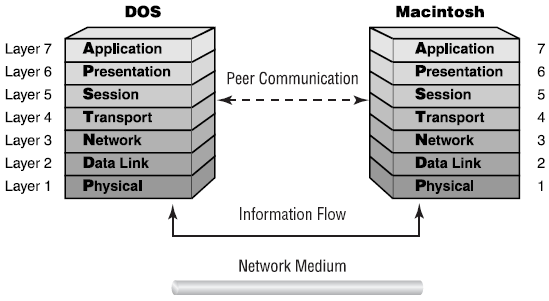 DOS
Macintosh
Layer 7 Application
Application 7
Layer 6 Presentation
Presentation 6
Peer Communication
Layer 5 Session
Session 5
Layer 4 Transport
Transport 4
Layer 3 Network
Network 3
Layer 2 Data Link
Data Link 2
Layer 1 Physical
Physical 1
Information Flow
Network Medium